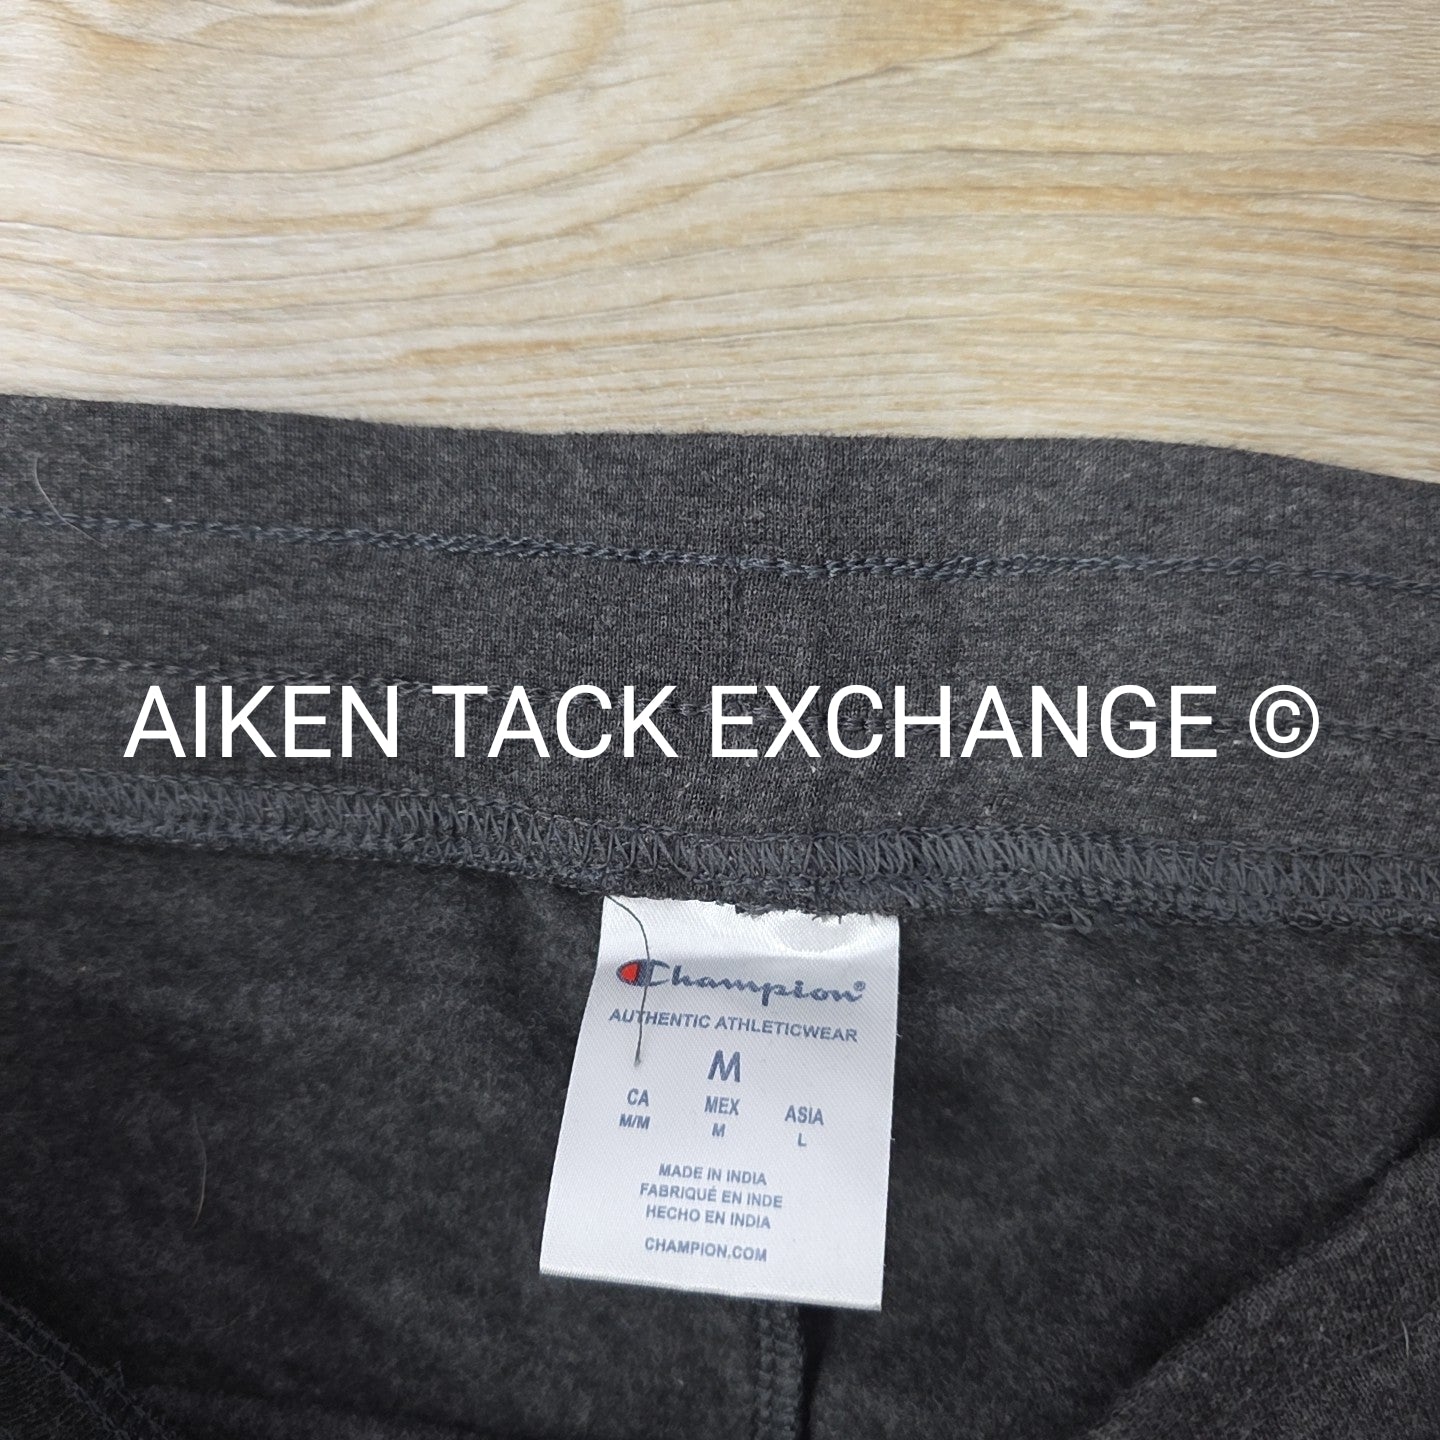 AIKEN TACK EXCHANGE ©
Champion®
AUTHENTIC ATHLETICWEAR
M
CA MEX ASIA
M/M M L
MADE IN INDIA
FABRIQUÉ EN INDE
HECHO EN INDIA
CHAMPION.COM